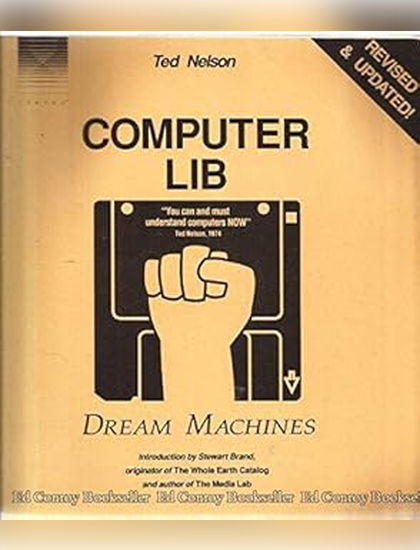 Ted Nelson
REVISED
& UPDATED!
COMPUTER
LIB
"You can and must
understand computers NOW"
Ted Nelson, 1974
DREAM MACHINES
Introduction by Stewart Brand,
originator of The Whole Earth Catalog
and author of The Media Lab
Ed Conroy Bookseller Ed Conroy Bookseller Ed Conroy Bookse